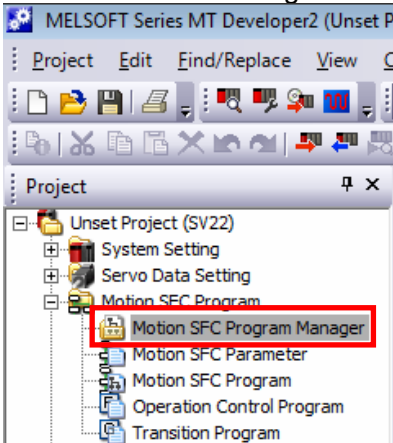 MELSOFT Series MT Developer2 (Unset P
Project Edit Find/Replace View
Project
Unset Project (SV22)
System Setting
Servo Data Setting
Motion SFC Program
Motion SFC Program Manager
Motion SFC Parameter
Motion SFC Program
Operation Control Program
Transition Program